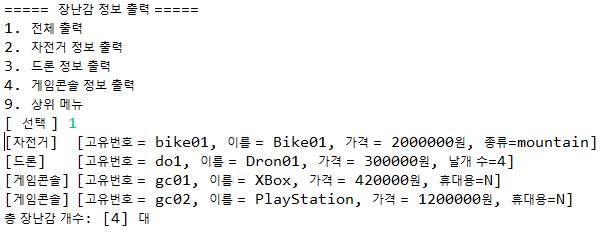 ===== 장난감 정보 출력 =====
1. 전체 출력
2. 자전거 정보 출력
3. 드론 정보 출력
4. 게임콘솔 정보 출력
9. 상위 메뉴
[ 선택 ] 1
[자전거] [고유번호 = bike01, 이름 = Bike01, 가격 = 2000000원, 종류=mountain]
[드론] [고유번호 = do1, 이름 = Dron01, 가격 = 300000원, 날개 수=4]
[게임콘솔] [고유번호 = gc01, 이름 = XBox, 가격 = 420000원, 휴대용=N]
[게임콘솔] [고유번호 = gc02, 이름 = PlayStation, 가격 = 1200000원, 휴대용=N]
총 장난감 개수: [4] 대